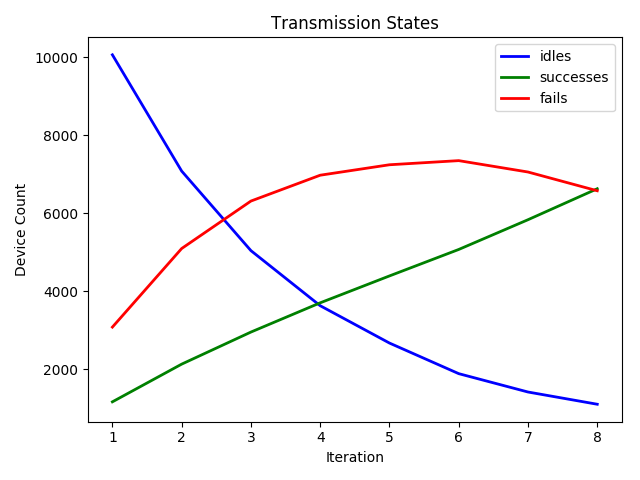 Transmission States
idles
successes
fails
10000
8000
6000
4000
2000
Device Count
1 2 3 4 5 6 7 8
Iteration